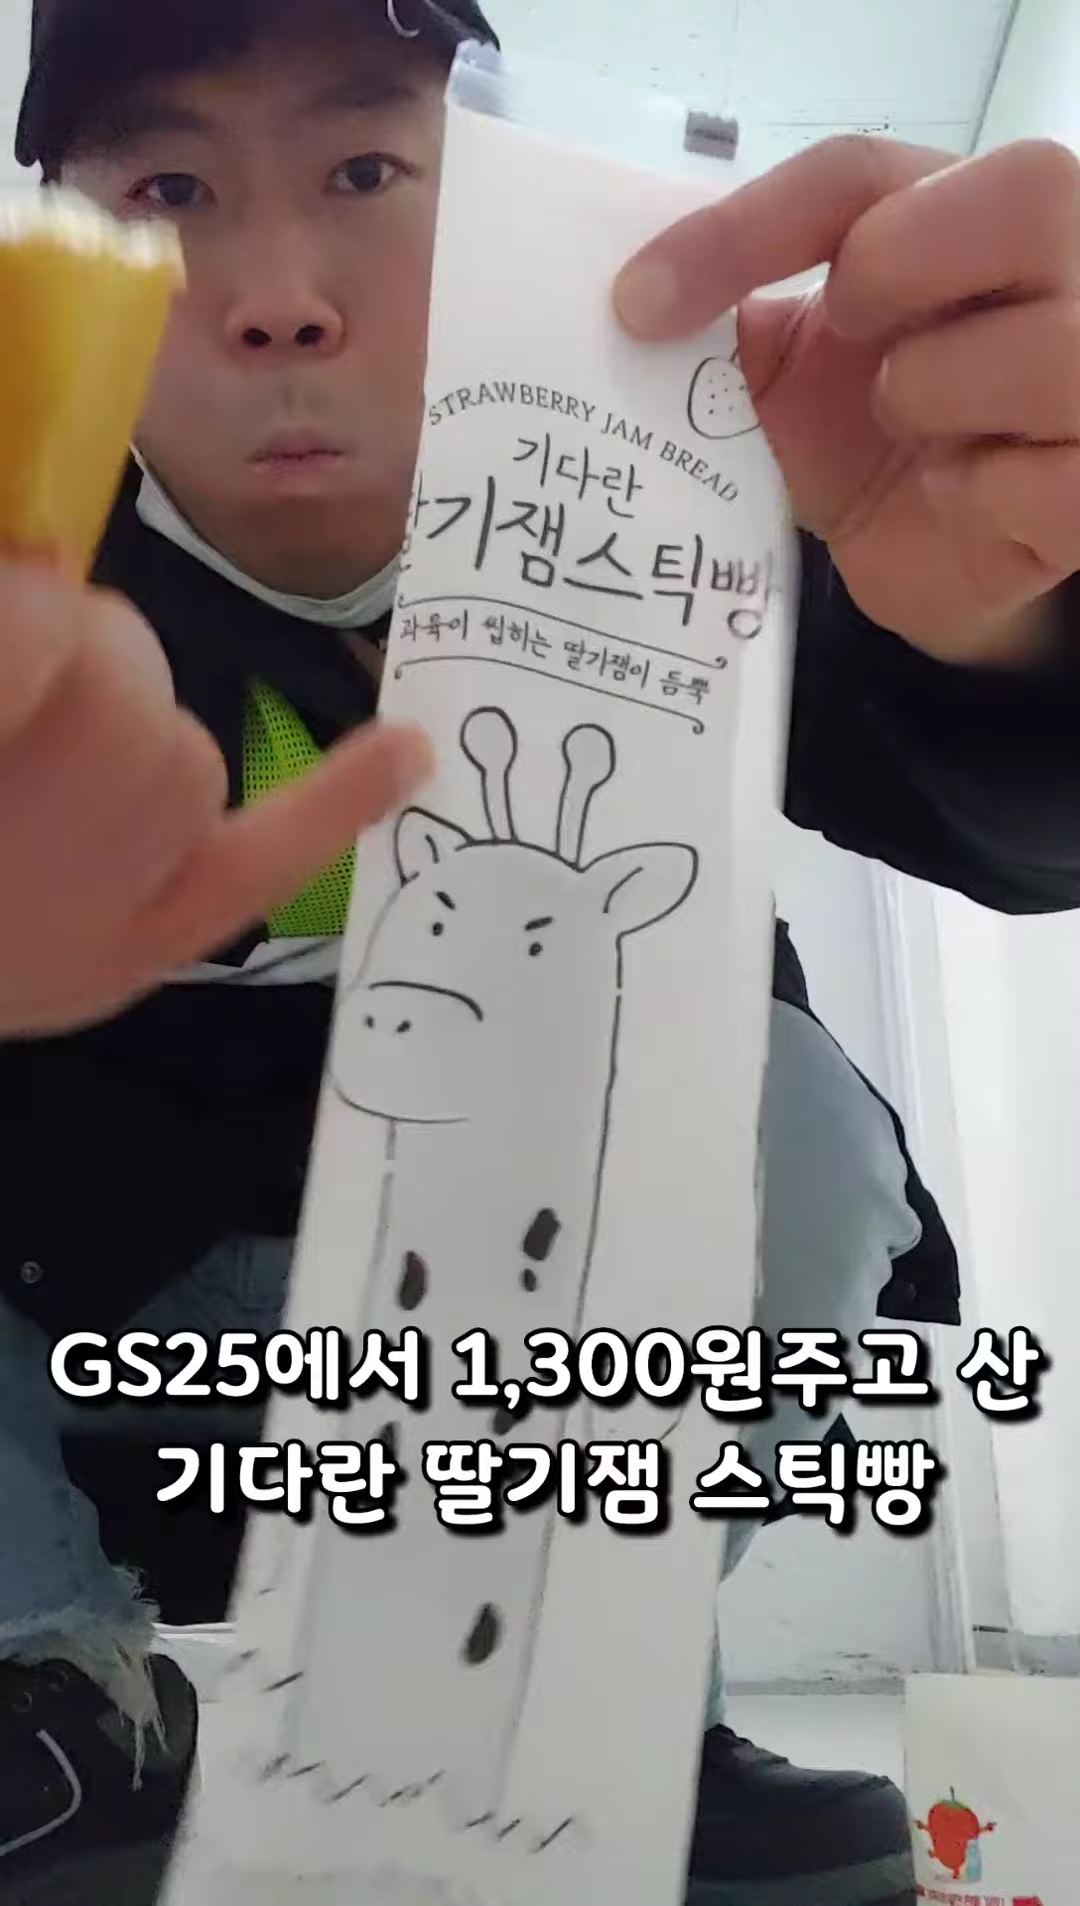 STRAWBERRY JAM BREAD
기다란
딸기잼스틱빵
과육이 씹히는 딸기잼이 듬뿍
GS25에서 1,300원주고 산
기다란 딸기잼 스틱빵